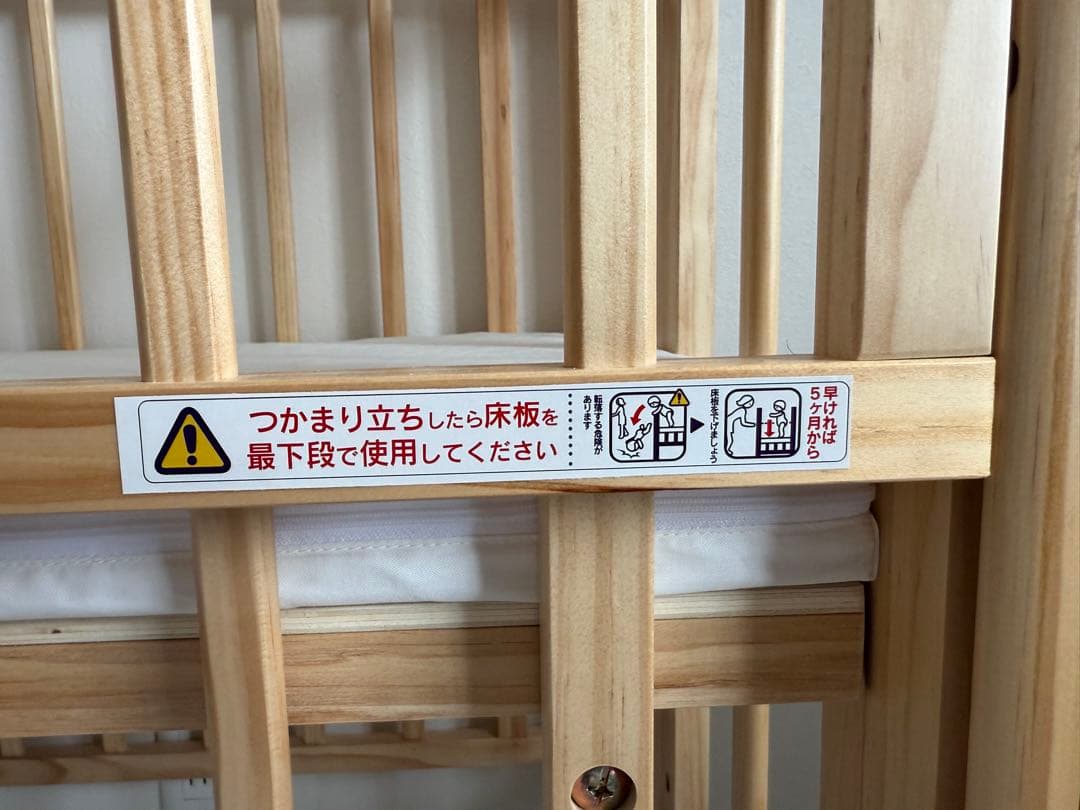 つかまり立ちしたら床板を
最下段で使用してください
転落する危険が
あります
床板を下げましょう
早ければ
5ヶ月から